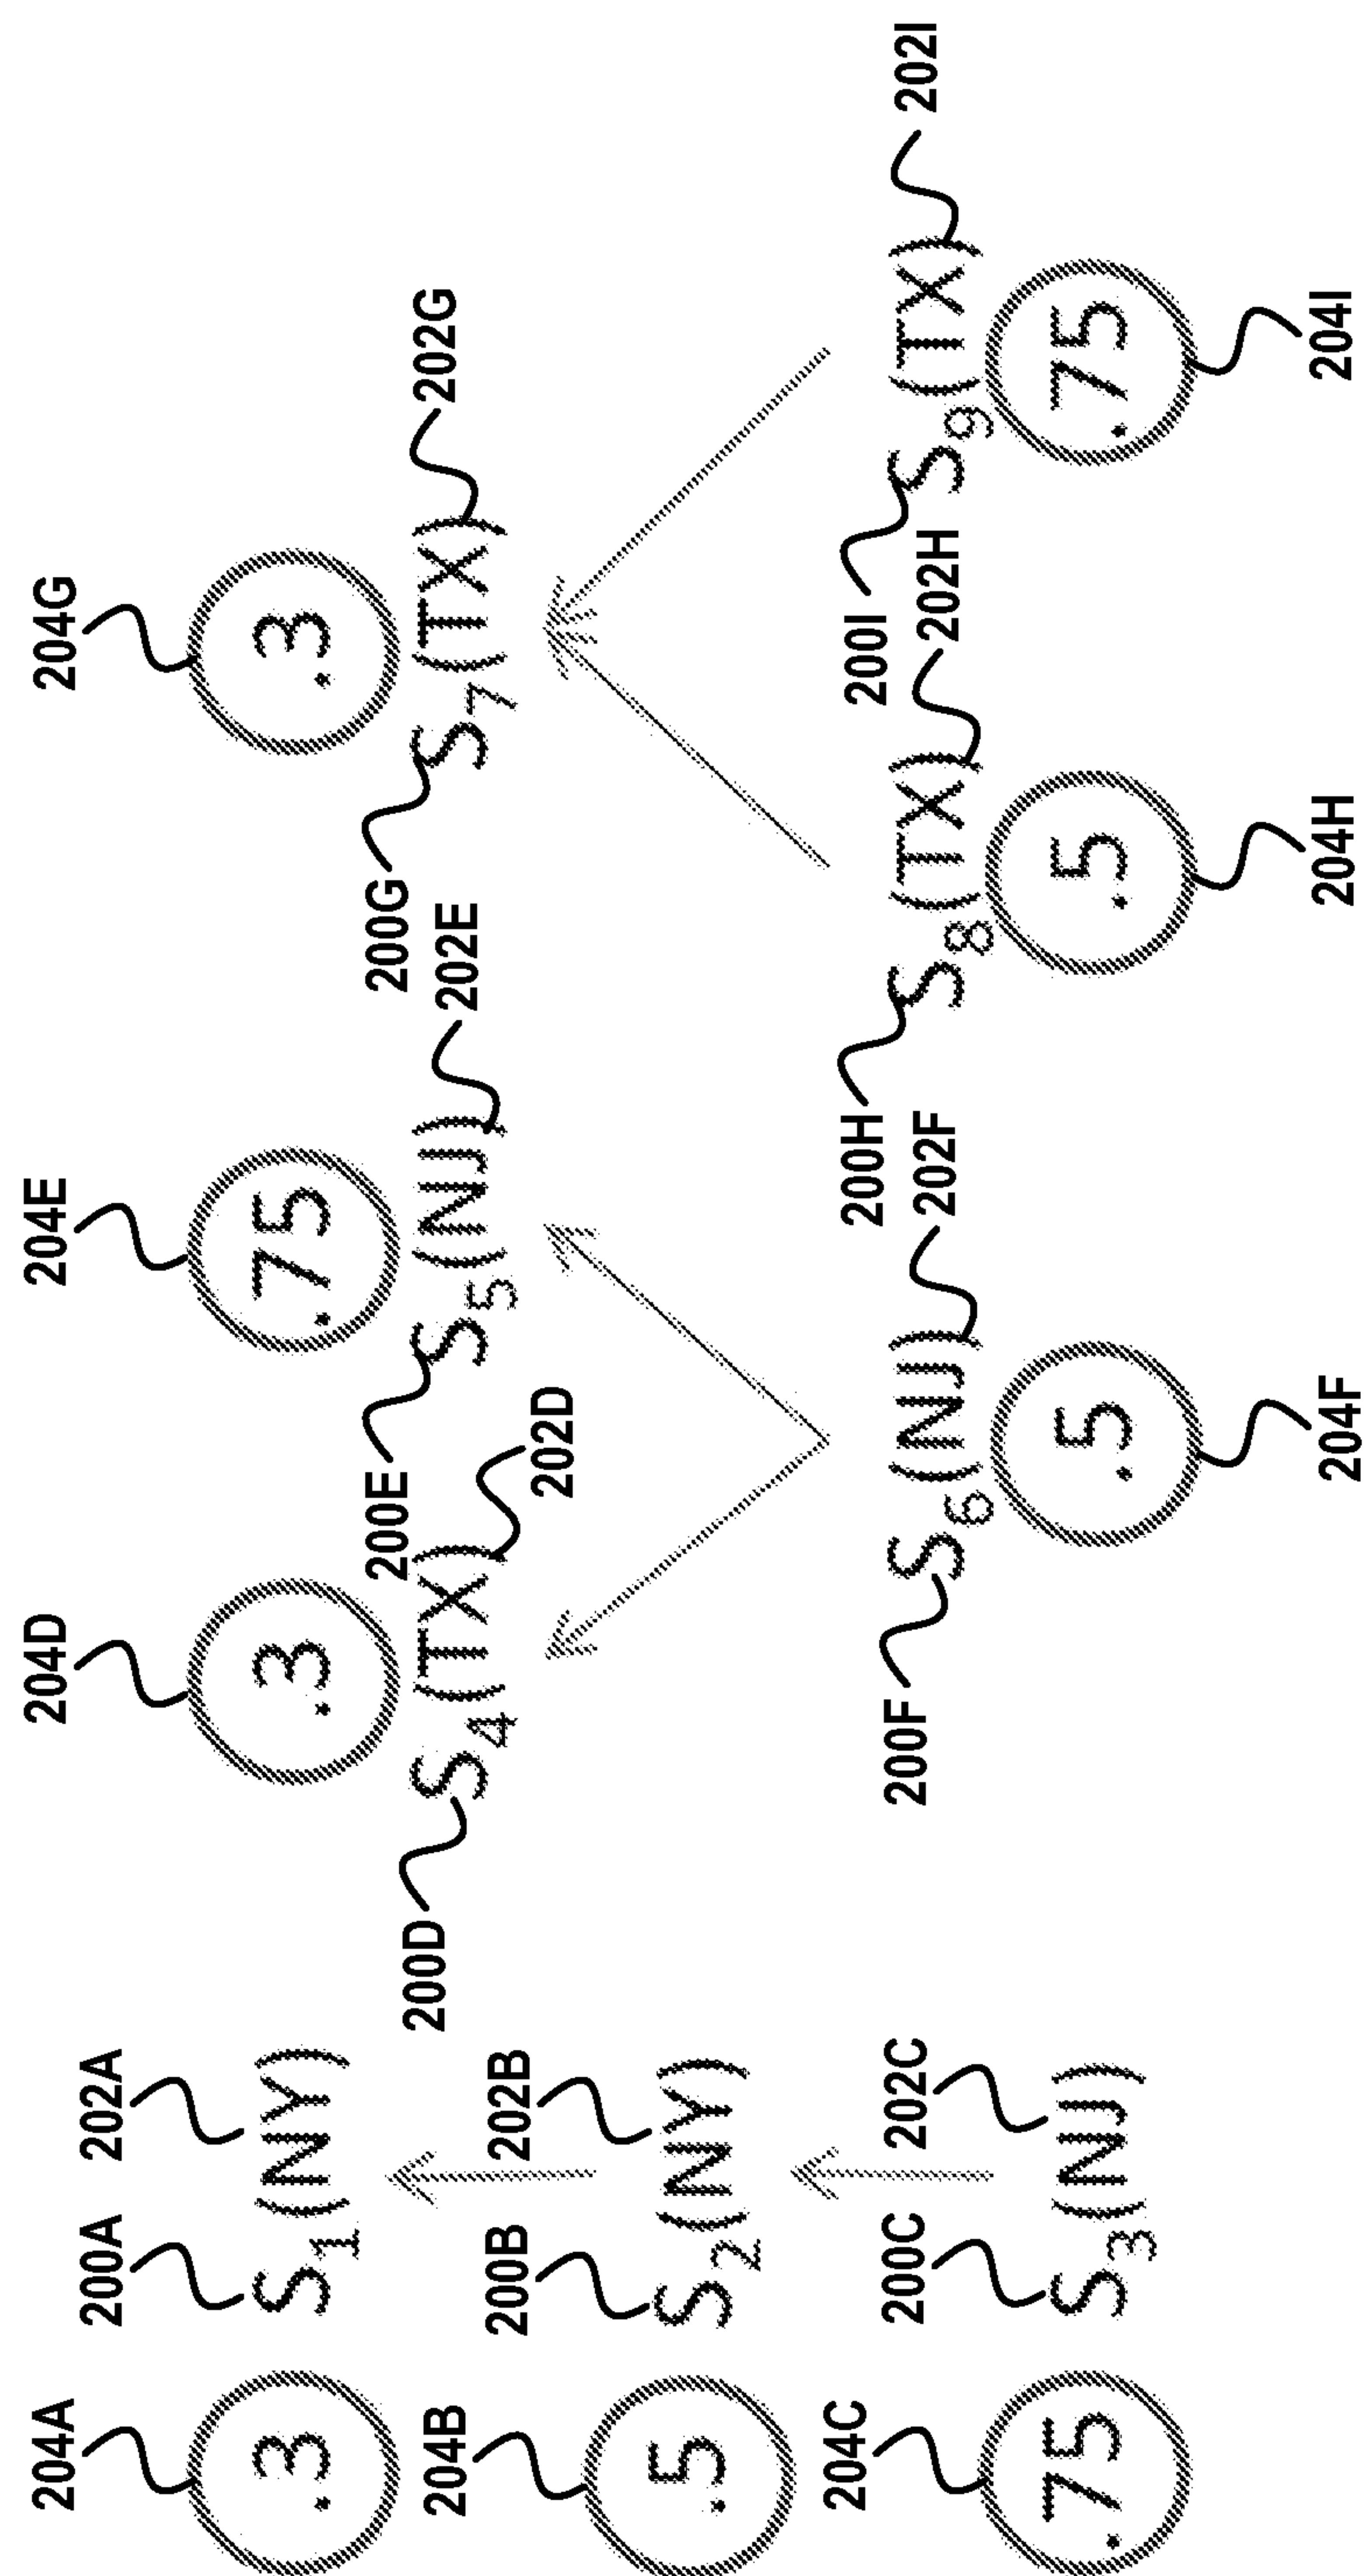 204A 200A 202A
.3 S1(NY)
204B 200B 202B
.5 S2(NY)
204C 200C 202C
.75 S3(NJ)
204D
.3
200D S4(TX) 202D
204E
.75
200E S5(NJ) 202E
200F S6(NJ) 202F
.5
204F
204G
.3
200G S7(TX) 202G
200H S8(TX) 202H
.5
204H
200I S9(TX) 202I
.75
204I